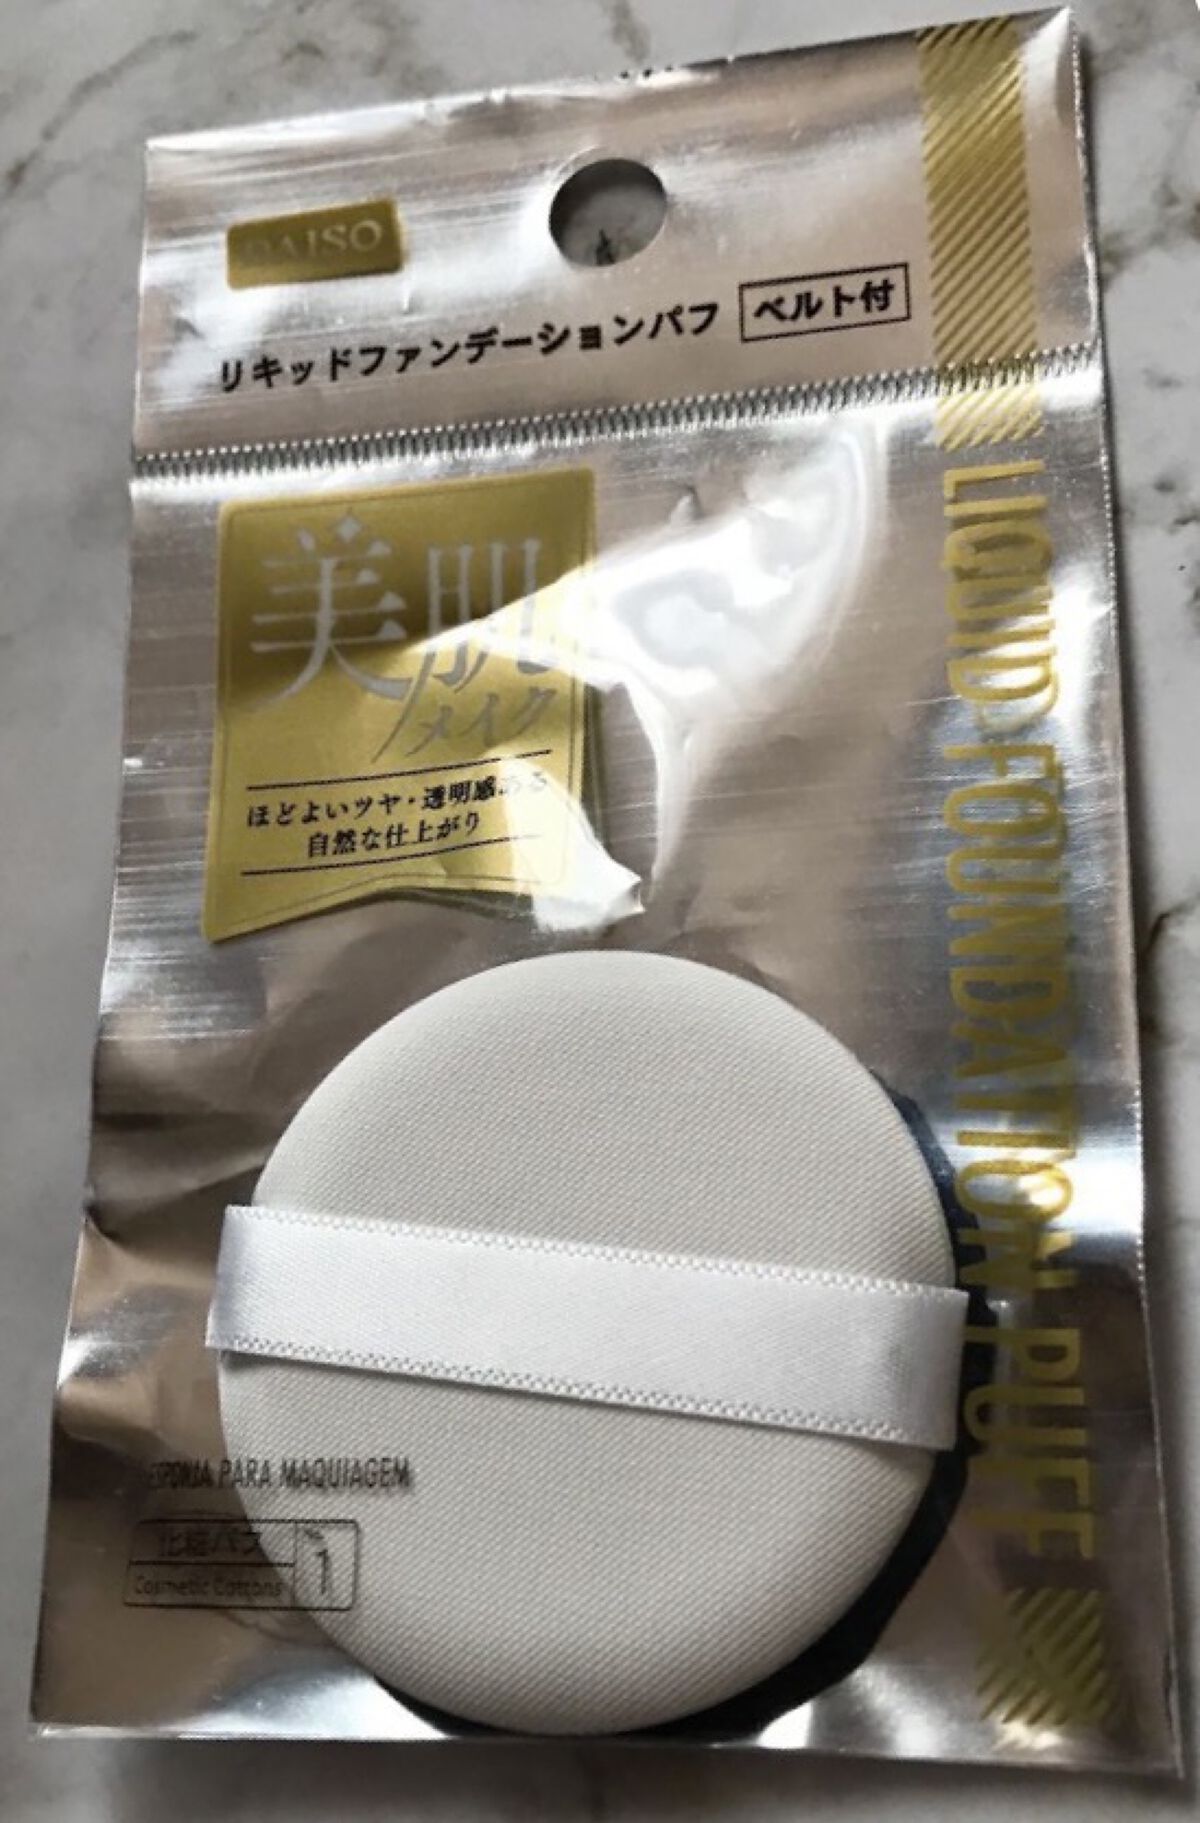 DAISO
リキッドファンデーションパフ ベルト付
美肌
メイク
ほどよいツヤ・透明感ある
自然な仕上がり
LIQUID FOUNDATION PUFF
ESPONJA PARA MAQUIAGEM
化粧パフ
Cosmetic Cottons
1